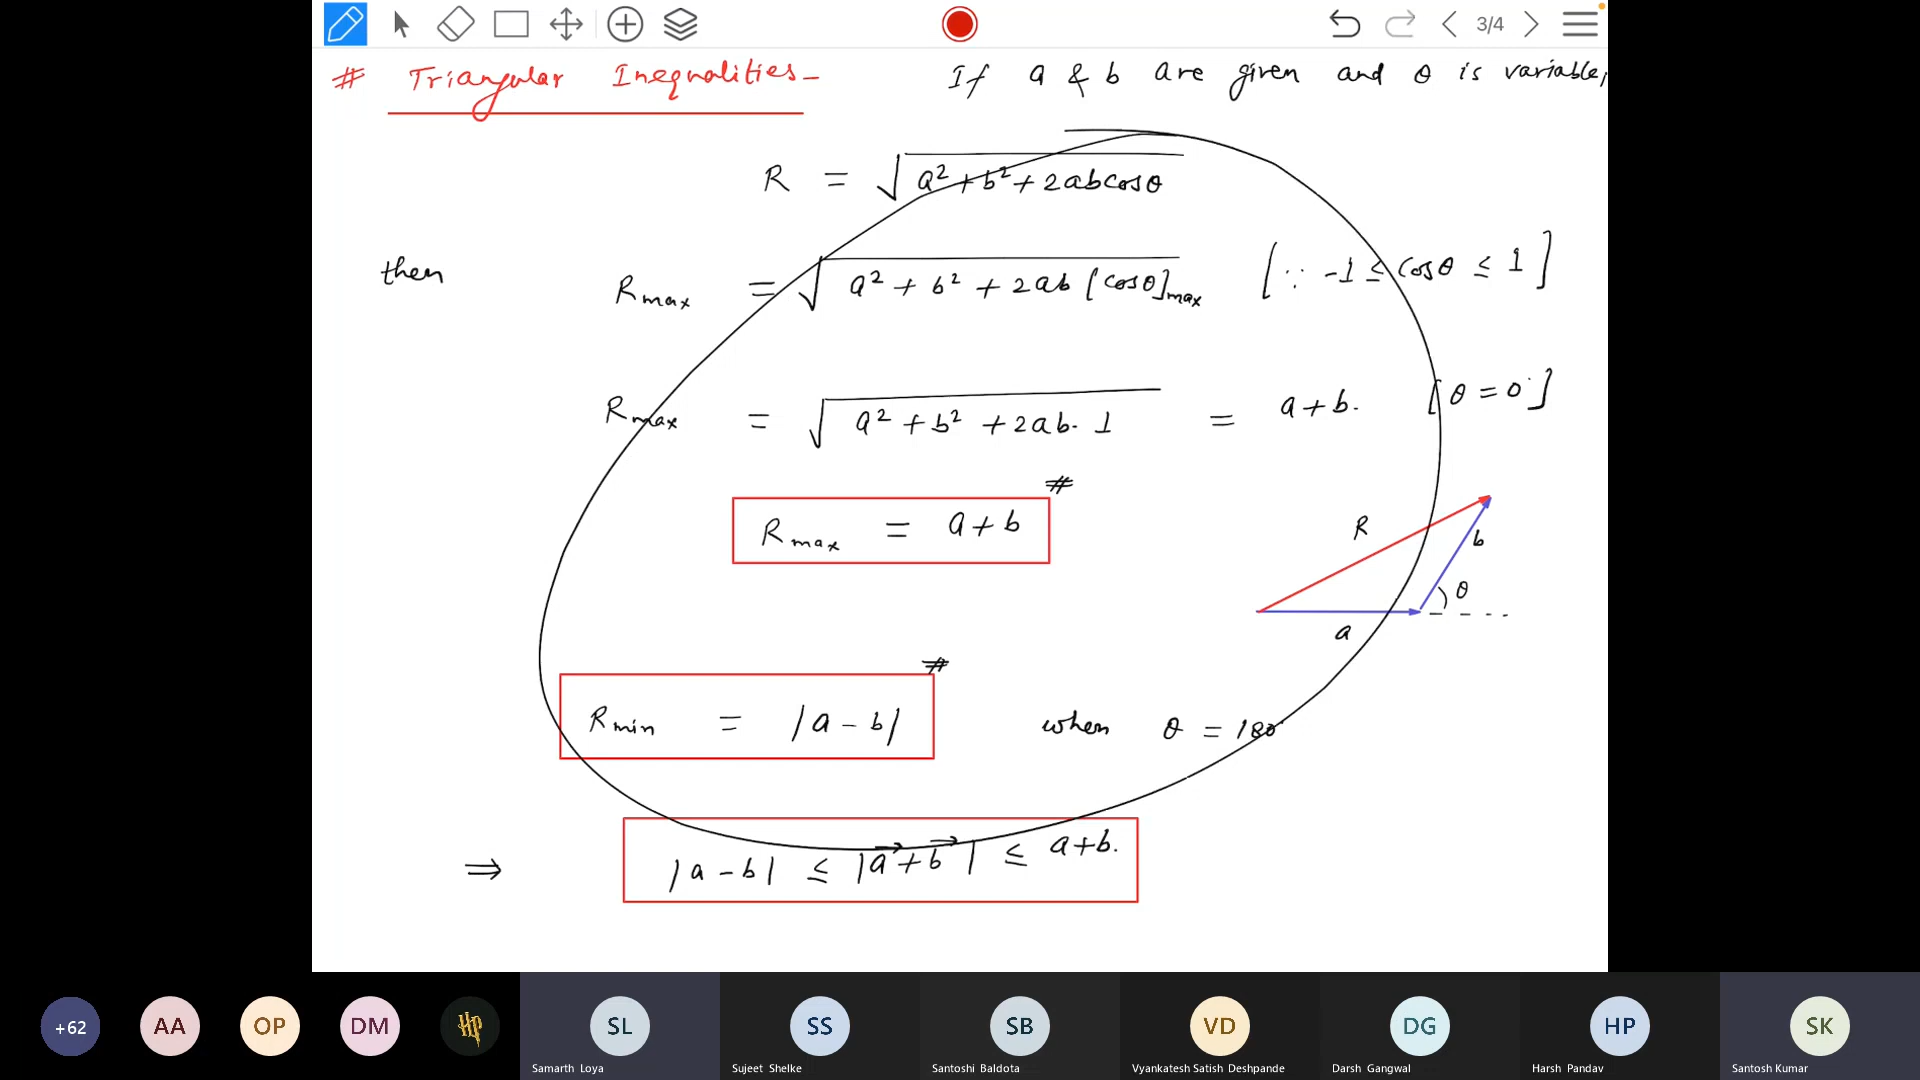 3/4
# Triangular Inequalities- If a & b are given and θ is variable,
R = √a²+b²+2abcosθ
then Rmax = √a²+b²+2ab[cosθ]max [∵ -1 ≤ cosθ ≤ 1]
Rmax = √a²+b²+2ab.1 = a+b. [θ=0°]
#
Rmax = a+b
R
b
θ
a
#
Rmin = |a-b| when θ = 180°
⇒ |a-b| ≤ |a⃗+b⃗| ≤ a+b.
+62 AA OP DM HP SL SS SB VD DG HP SK
Samarth Loya Sujeet Shelke Santoshi Baldota Vyankatesh Satish Deshpande Darsh Gangwal Harsh Pandav Santosh Kumar